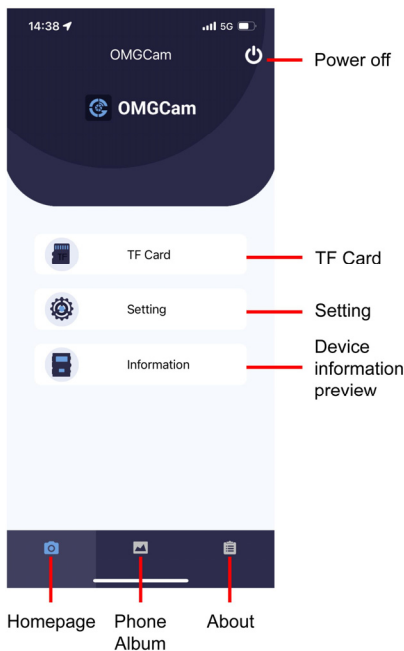 14:38 5G
OMGCam
Power off
OMGCam
TF
TF Card
TF Card
Setting
Setting
Information
Device
information
preview
Homepage
Phone
Album
About